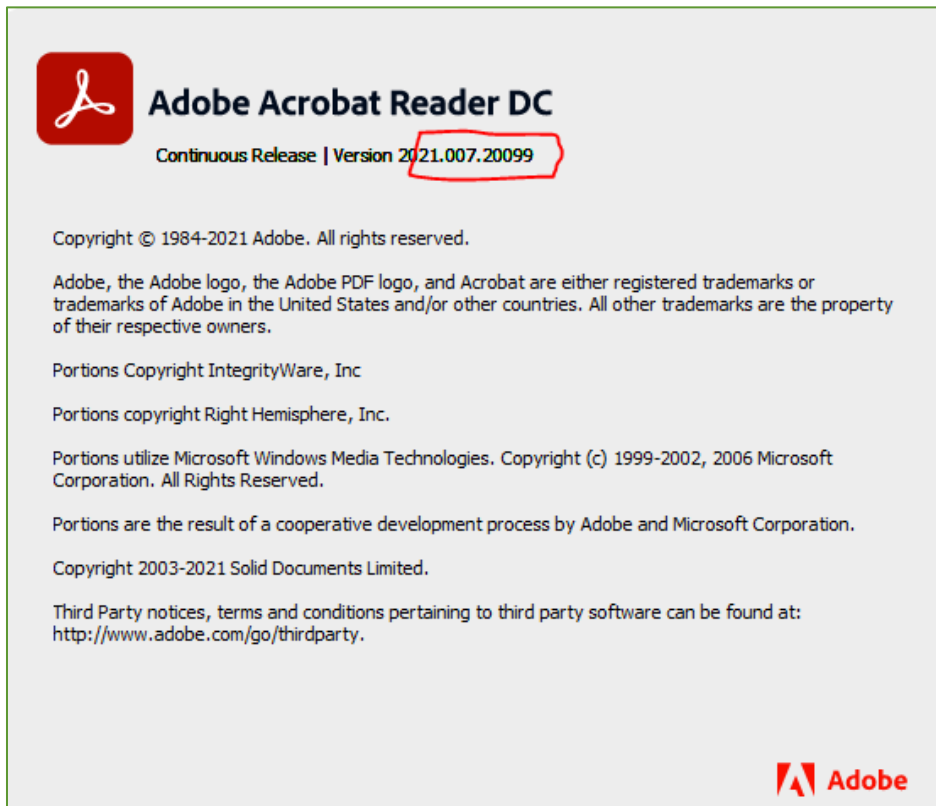 Adobe Acrobat Reader DC
Continuous Release | Version 2021.007.20099
Copyright © 1984-2021 Adobe. All rights reserved.
Adobe, the Adobe logo, the Adobe PDF logo, and Acrobat are either registered trademarks or
trademarks of Adobe in the United States and/or other countries. All other trademarks are the property
of their respective owners.
Portions Copyright IntegrityWare, Inc
Portions copyright Right Hemisphere, Inc.
Portions utilize Microsoft Windows Media Technologies. Copyright (c) 1999-2002, 2006 Microsoft
Corporation. All Rights Reserved.
Portions are the result of a cooperative development process by Adobe and Microsoft Corporation.
Copyright 2003-2021 Solid Documents Limited.
Third Party notices, terms and conditions pertaining to third party software can be found at:
http://www.adobe.com/go/thirdparty.
Adobe